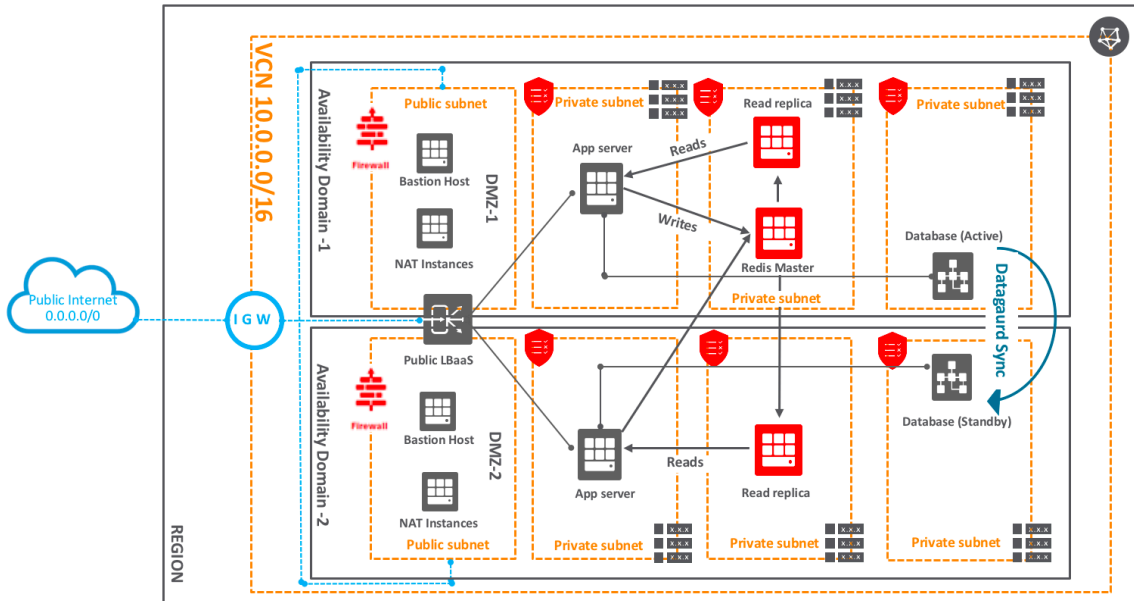 REGION
VCN 10.0.0.0/16
Public Internet
0.0.0.0/0
I G W
Availability Domain -1
Public subnet
Firewall
Bastion Host
DMZ-1
NAT Instances
Private subnet
App server
Reads
Writes
Private subnet
Read replica
Redis Master
Private subnet
Private subnet
Database (Active)
x.x.x
x.x.x
x.x.x
x.x.x
x.x.x
x.x.x
x.x.x
x.x.x
x.x.x
Datagaurd Sync
Public LBaaS
Availability Domain -2
Firewall
Bastion Host
DMZ-2
NAT Instances
Public subnet
App server
Private subnet
Reads
Read replica
Private subnet
Database (Standby)
Private subnet
x.x.x
x.x.x
x.x.x
x.x.x
x.x.x
x.x.x
x.x.x
x.x.x
x.x.x